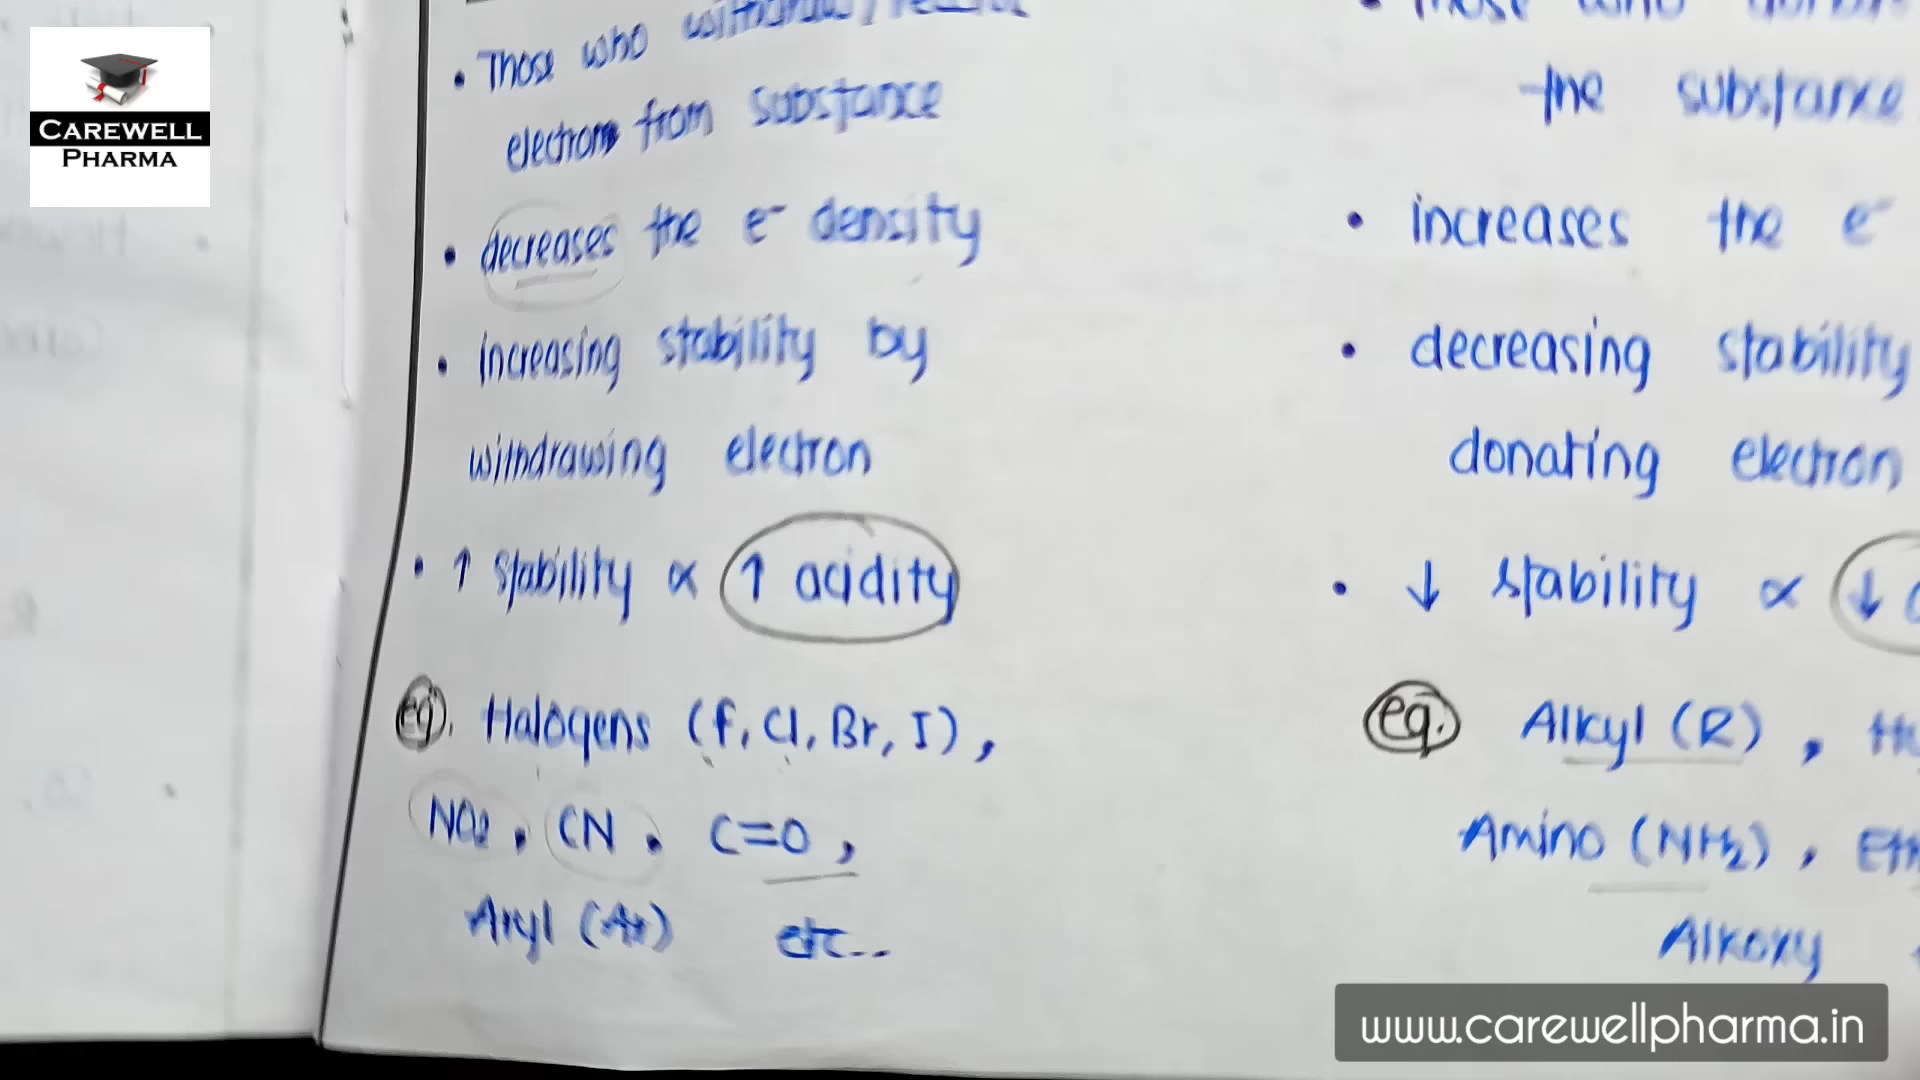 CAREWELL
PHARMA
• Those who
electrons from substance
• decreases the e⁻ density
• increasing stability by
withdrawing electron
• ↑ stability ∝ ↑ acidity
eg. Halogens (F, Cl, Br, I),
NO₂, CN, C=O,
Aryl (Ar) etc...
the substance
• increases the e⁻
• decreasing stability
donating electron
• ↓ stability ∝ ↓
eg. Alkyl (R),
Amino (NH₂),
Alkoxy
www.carewellpharma.in